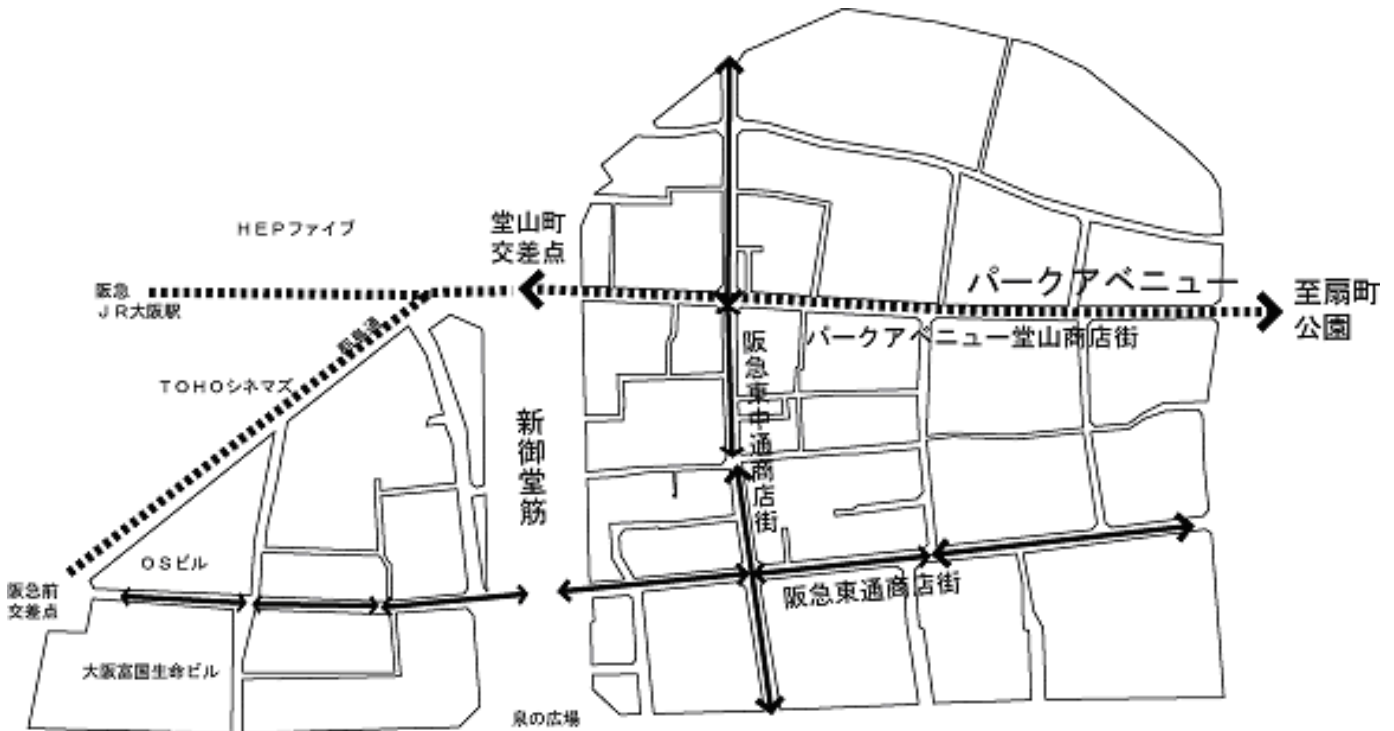 HEPファイブ
堂山町
交差点
パークアベニュー
阪急
JR大阪駅
至扇町
公園
パークアベニュー堂山商店街
TOHOシネマズ
阪急東中通商店街
新御堂筋
OSビル
阪急前
交差点
阪急東通商店街
大阪富国生命ビル
泉の広場